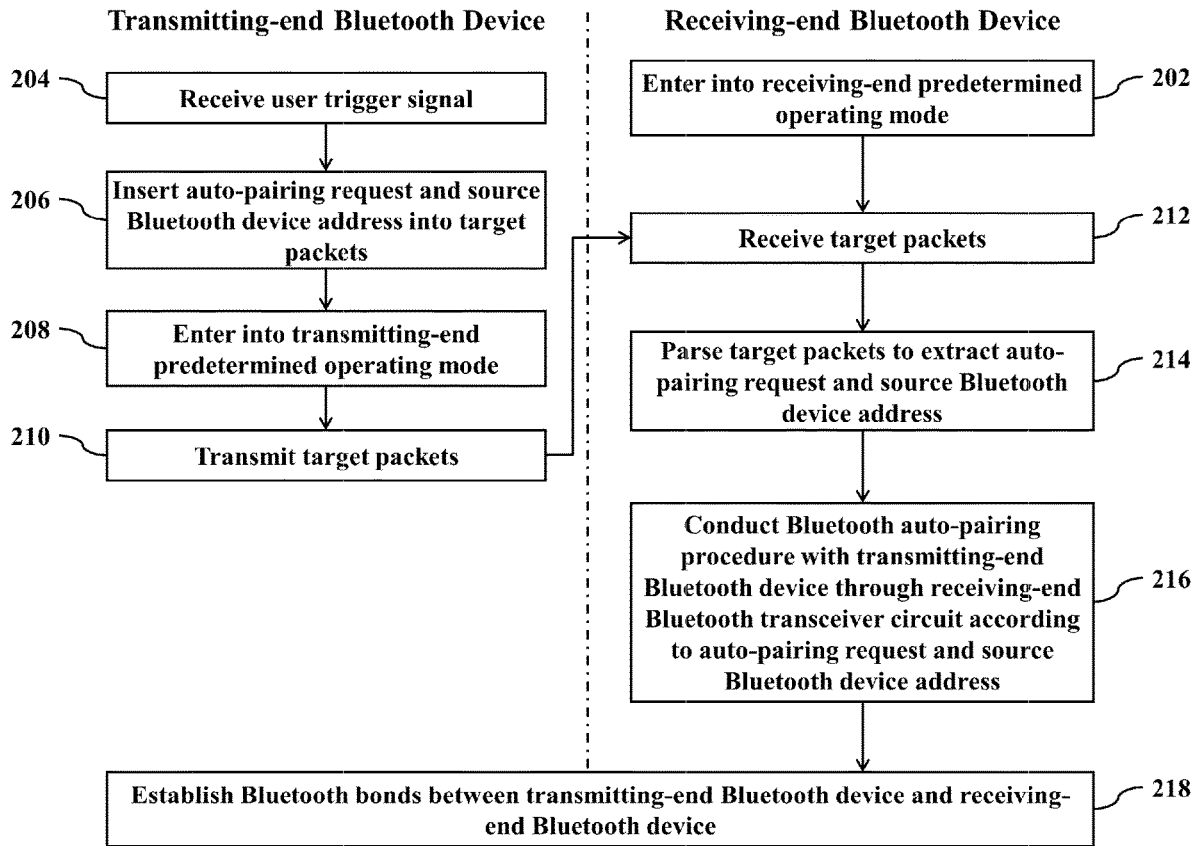 Transmitting-end Bluetooth Device
204
Receive user trigger signal
206
Insert auto-pairing request and source
Bluetooth device address into target
packets
208
Enter into transmitting-end
predetermined operating mode
210
Transmit target packets
Receiving-end Bluetooth Device
Enter into receiving-end predetermined
operating mode
202
Receive target packets
212
Parse target packets to extract auto-
pairing request and source Bluetooth
device address
214
Conduct Bluetooth auto-pairing
procedure with transmitting-end
Bluetooth device through receiving-end
Bluetooth transceiver circuit according
to auto-pairing request and source
Bluetooth device address
216
Establish Bluetooth bonds between transmitting-end Bluetooth device and receiving-
end Bluetooth device
218